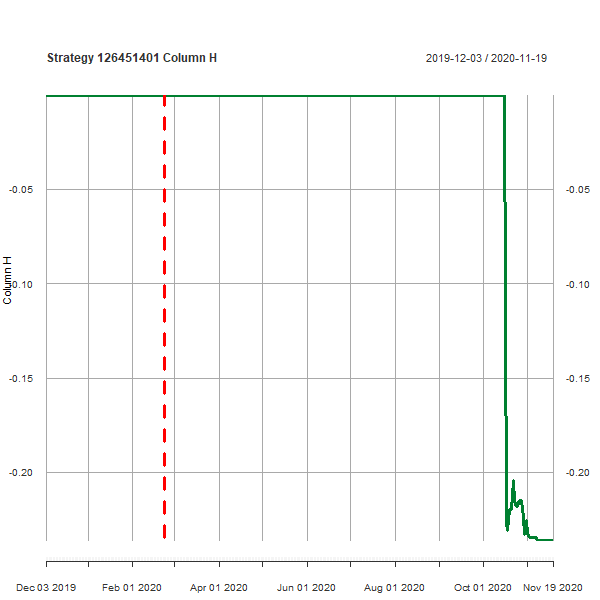 Strategy 126451401 Column H
2019-12-03 / 2020-11-19
-0.05
-0.05
Column H
-0.10
-0.10
-0.15
-0.15
-0.20
-0.20
Dec 03 2019
Feb 01 2020
Apr 01 2020
Jun 01 2020
Aug 01 2020
Oct 01 2020
Nov 19 2020